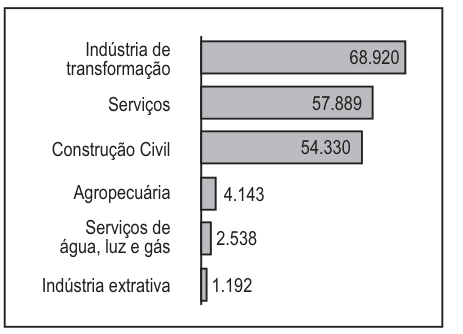 Indústria de
transformação
68.920
Serviços
57.889
Construção Civil
54.330
Agropecuária
4.143
Serviços de
água, luz e gás
2.538
Indústria extrativa
1.192